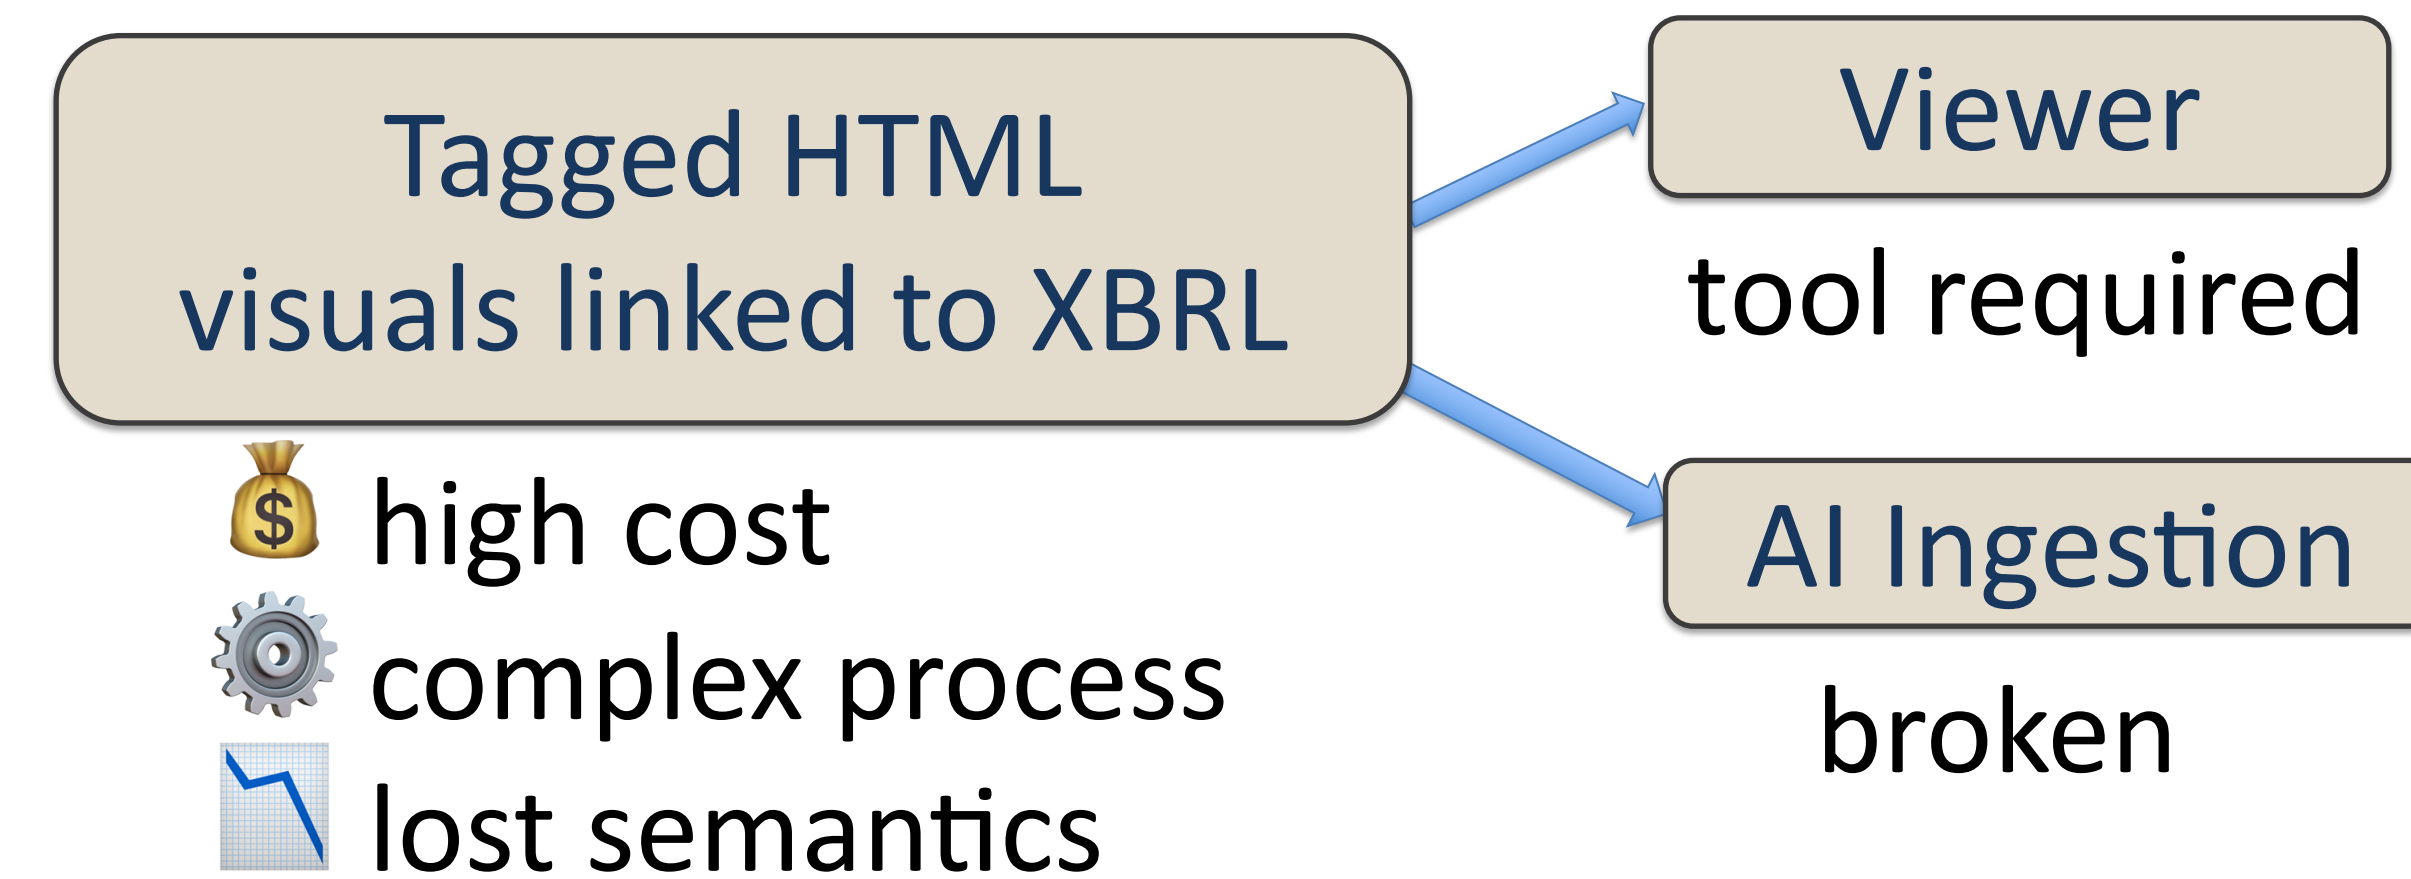 Tagged HTML
visuals linked to XBRL
$ high cost
complex process
lost semantics
Viewer
tool required
AI Ingestion
broken